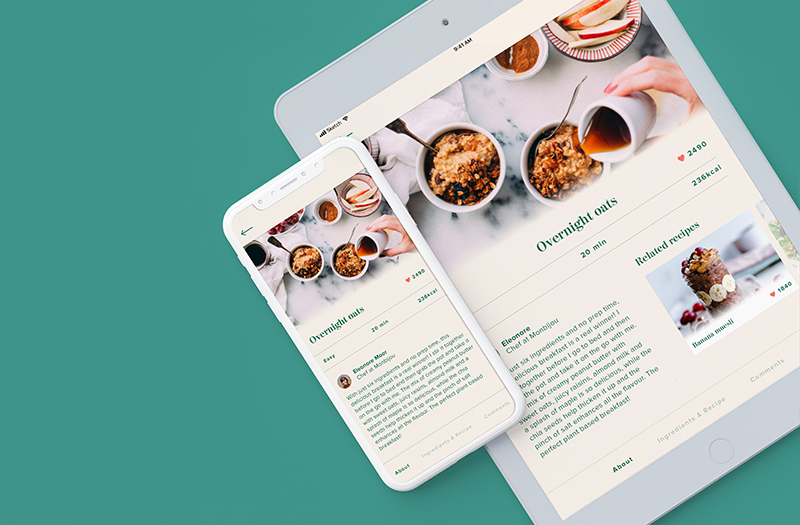 9:41 AM
Sketch
2490
Overnight oats
236kcal
20 min
Related recipes
1840
Banana muesli
Eleonore
Chef at Monbijou
just six ingredients and no prep time,
delicious breakfast is a real winner! I
together before I go to bed and then
the pot and take it on the go with me.
mix of creamy peanut butter with
sweet oats, juicy raisins, almond milk and
a splash of maple is so delicious, while the
chia seeds help thicken it up and the
pinch of salt enhances all the flavour. The
perfect plant based breakfast!
About
Ingredients & Recipe
Comments
2490
Overnight oats
238kcal
20 min
Easy
Eleonore Moor
Chef at Monbijou
With just six ingredients and no prep time, this
delicious breakfast is a real winner! I pop it together
before I go to bed and then grab the pot and take it
on the go with me. The mix of creamy peanut butter
with sweet oats, juicy raisins, almond milk and a
splash of maple is so delicious, while the chia
seeds help thicken it up and the pinch of salt
enhances all the flavour. The perfect plant based
breakfast!
About
Ingredients & Recipe
Comments